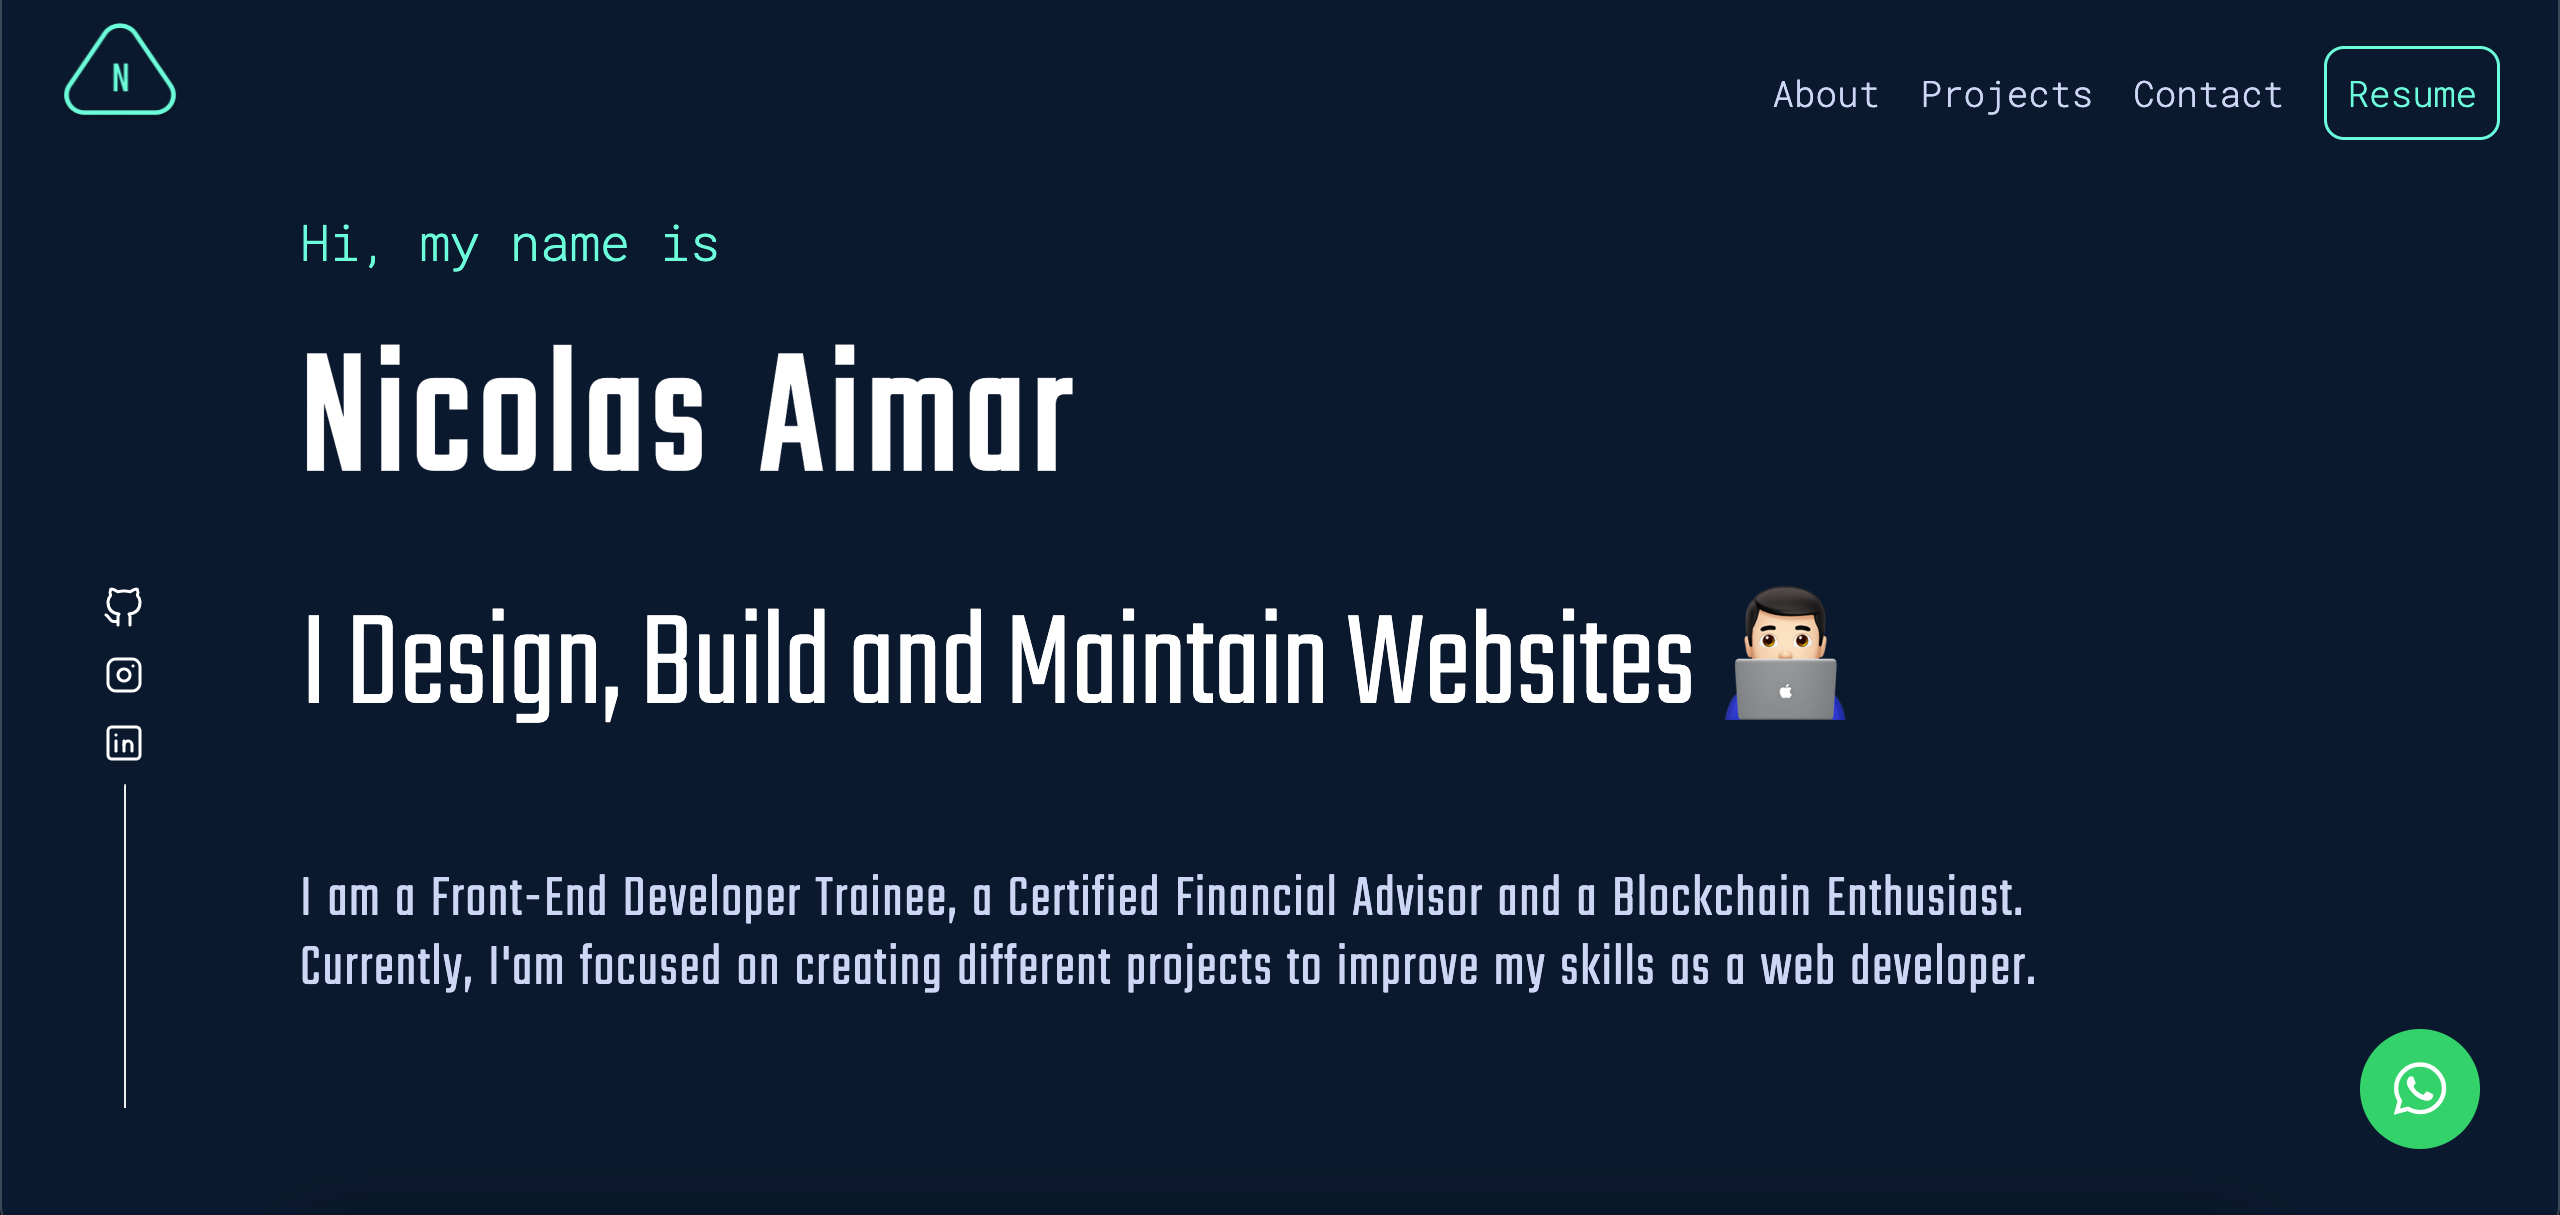 N
About Projects Contact Resume
Hi, my name is
Nicolas Aimar
I Design, Build and Maintain Websites 👨🏻‍💻
in
I am a Front-End Developer Trainee, a Certified Financial Advisor and a Blockchain Enthusiast.
Currently, I'am focused on creating different projects to improve my skills as a web developer.